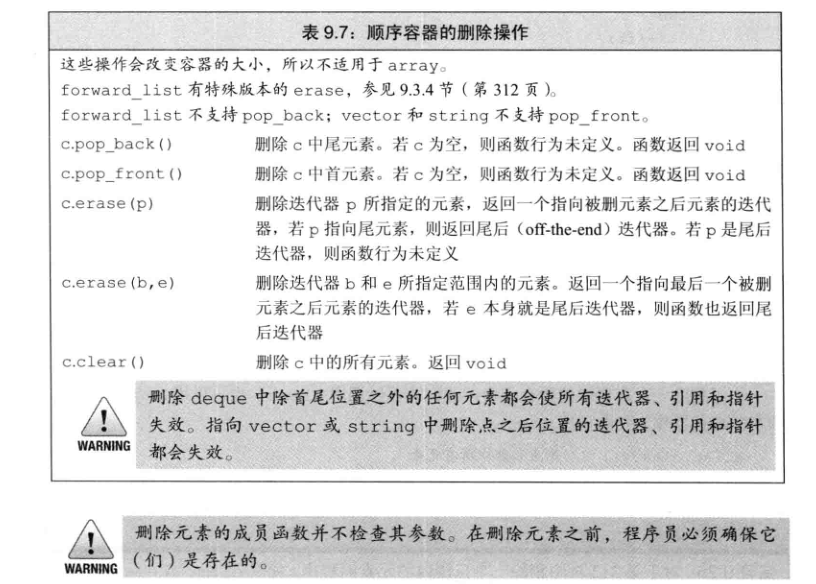 表 9.7：顺序容器的删除操作
这些操作会改变容器的大小，所以不适用于 array。
forward_list 有特殊版本的 erase，参见 9.3.4 节（第 312 页）。
forward_list 不支持 pop_back；vector 和 string 不支持 pop_front。
c.pop_back() 删除 c 中尾元素。若 c 为空，则函数行为未定义。函数返回 void
c.pop_front() 删除 c 中首元素。若 c 为空，则函数行为未定义。函数返回 void
c.erase(p) 删除迭代器 p 所指定的元素，返回一个指向被删元素之后元素的迭代
器，若 p 指向尾元素，则返回尾后（off-the-end）迭代器。若 p 是尾后
迭代器，则函数行为未定义
c.erase(b,e) 删除迭代器 b 和 e 所指定范围内的元素。返回一个指向最后一个被删
元素之后元素的迭代器，若 e 本身就是尾后迭代器，则函数也返回尾
后迭代器
c.clear() 删除 c 中的所有元素。返回 void
删除 deque 中除首尾位置之外的任何元素都会使所有迭代器、引用和指针
失效。指向 vector 或 string 中删除点之后位置的迭代器、引用和指针
都会失效。
WARNING
删除元素的成员函数并不检查其参数。在删除元素之前，程序员必须确保它
（们）是存在的。
WARNING